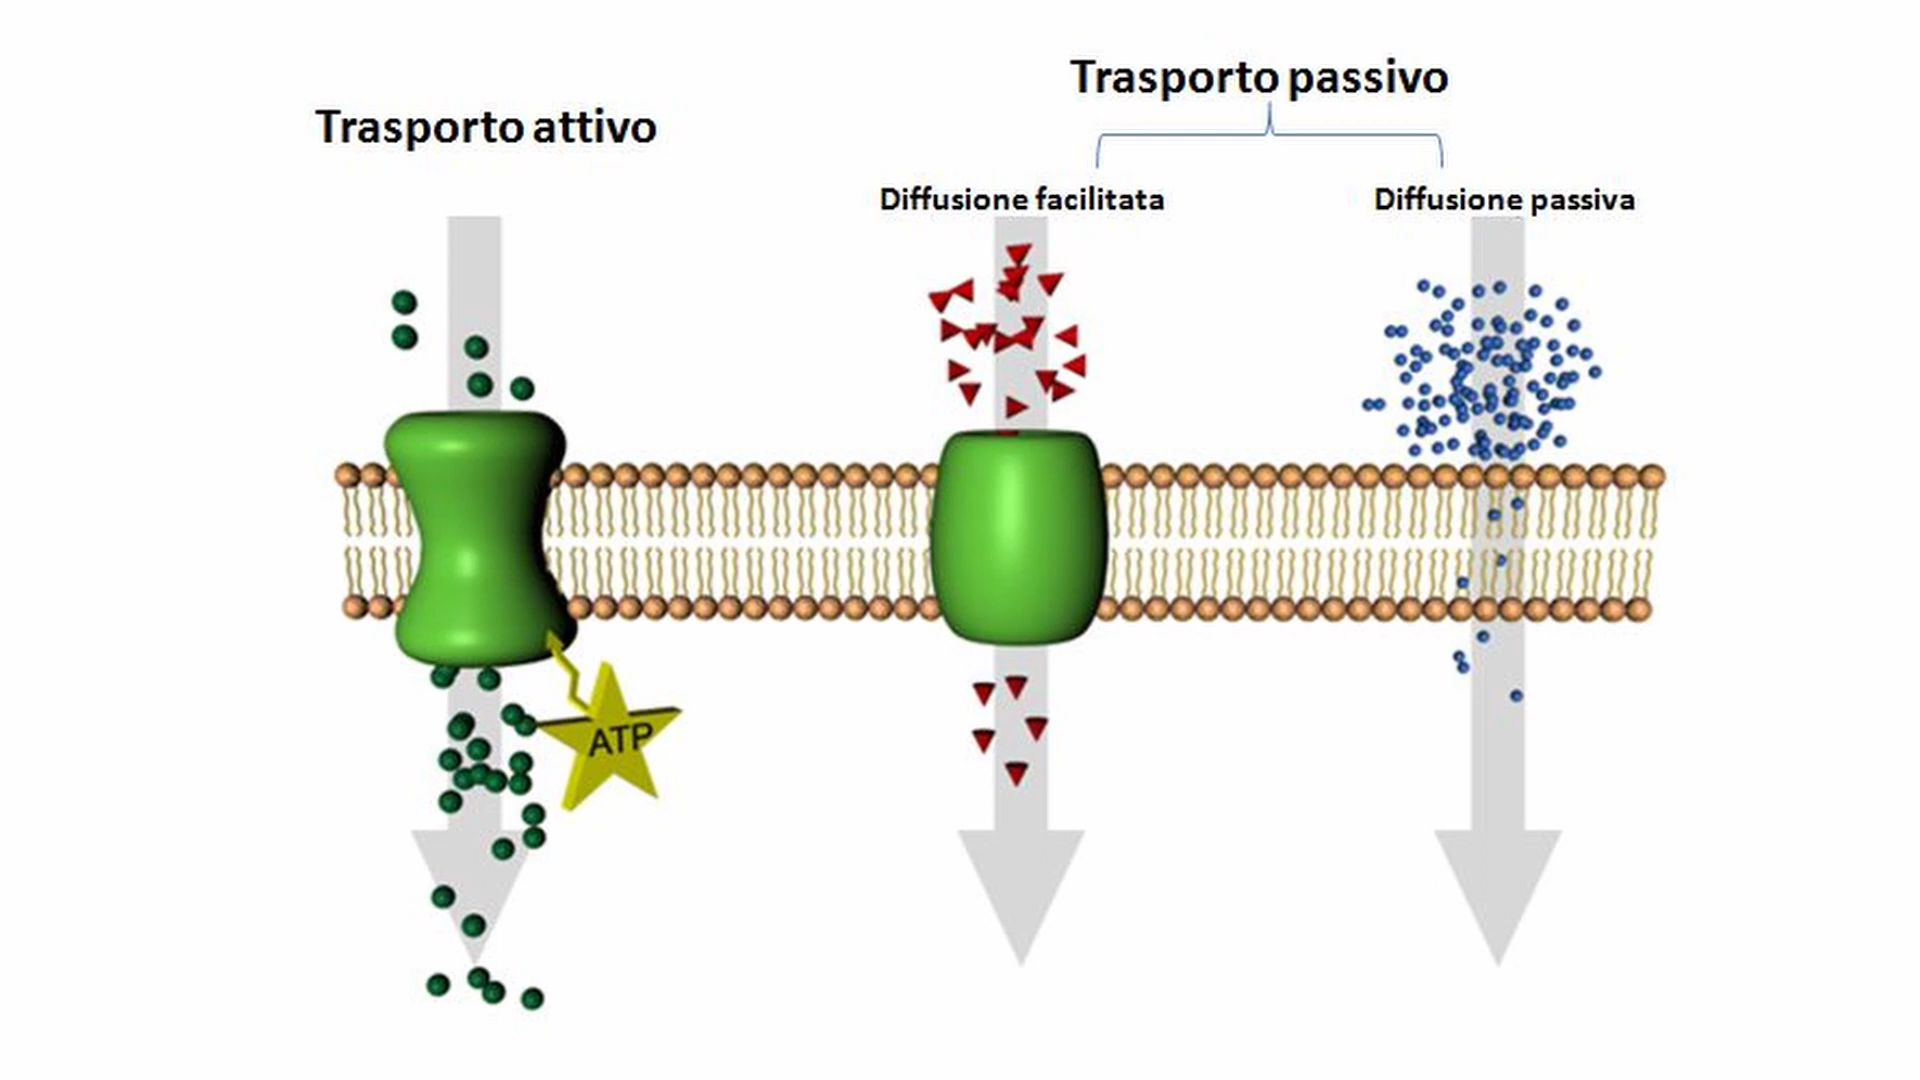 Trasporto attivo
Trasporto passivo
Diffusione facilitata
Diffusione passiva
ATP